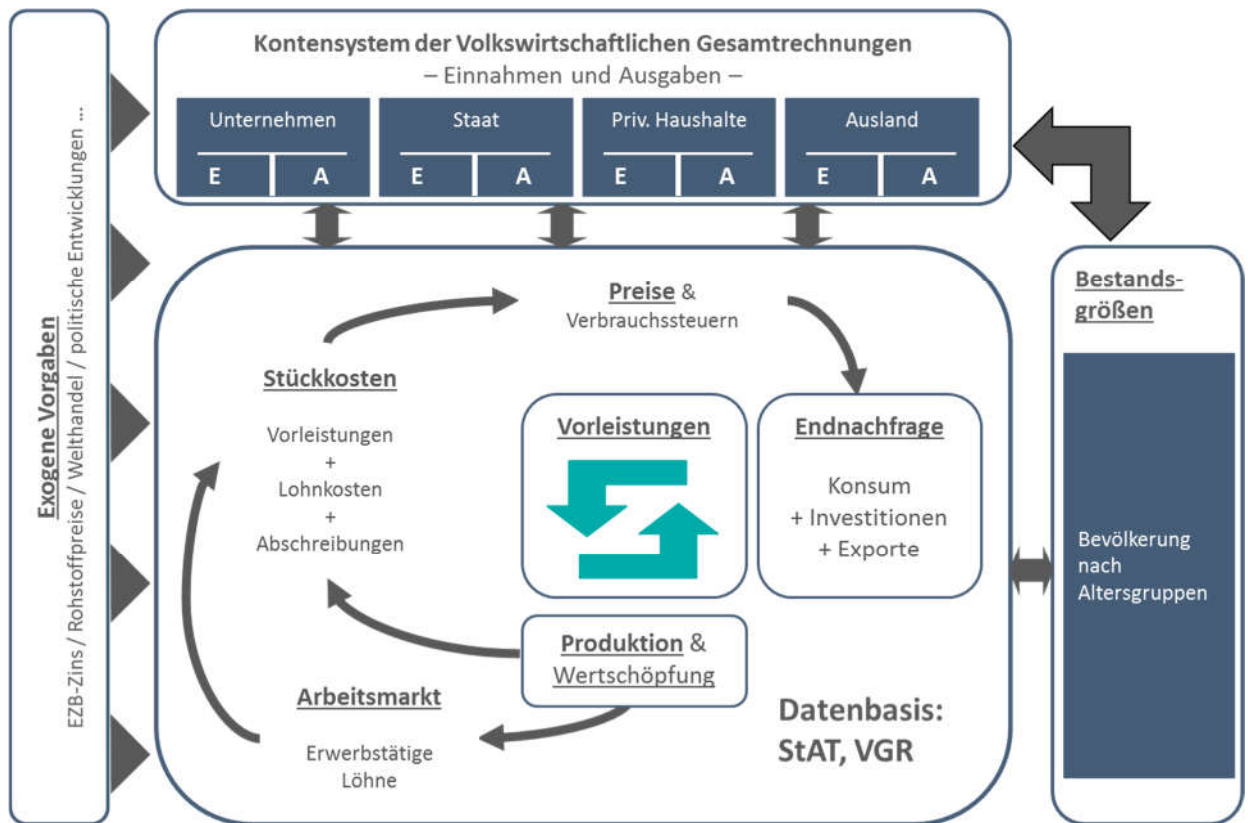 Exogene Vorgaben
EZB-Zins / Rohstoffpreise / Welthandel / politische Entwicklungen ...
Kontensystem der Volkswirtschaftlichen Gesamtrechnungen
– Einnahmen und Ausgaben –
Unternehmen
E A
Staat
E A
Priv. Haushalte
E A
Ausland
E A
Preise &
Verbrauchssteuern
Stückkosten
Vorleistungen
+
Lohnkosten
+
Abschreibungen
Vorleistungen
Endnachfrage
Konsum
+ Investitionen
+ Exporte
Produktion &
Wertschöpfung
Arbeitsmarkt
Erwerbstätige
Löhne
Datenbasis:
StAT, VGR
Bestands-
größen
Bevölkerung
nach
Altersgruppen